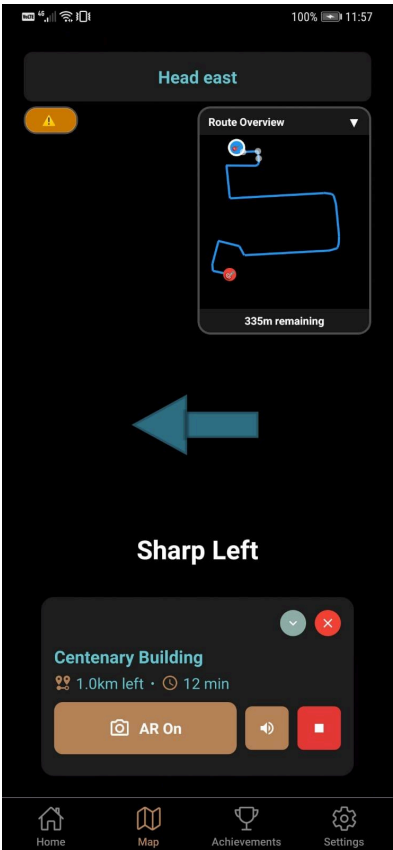 4G
100%
11:57
Head east
Route Overview
335m remaining
Sharp Left
Centenary Building
1.0km left · 12 min
AR On
Home
Map
Achievements
Settings